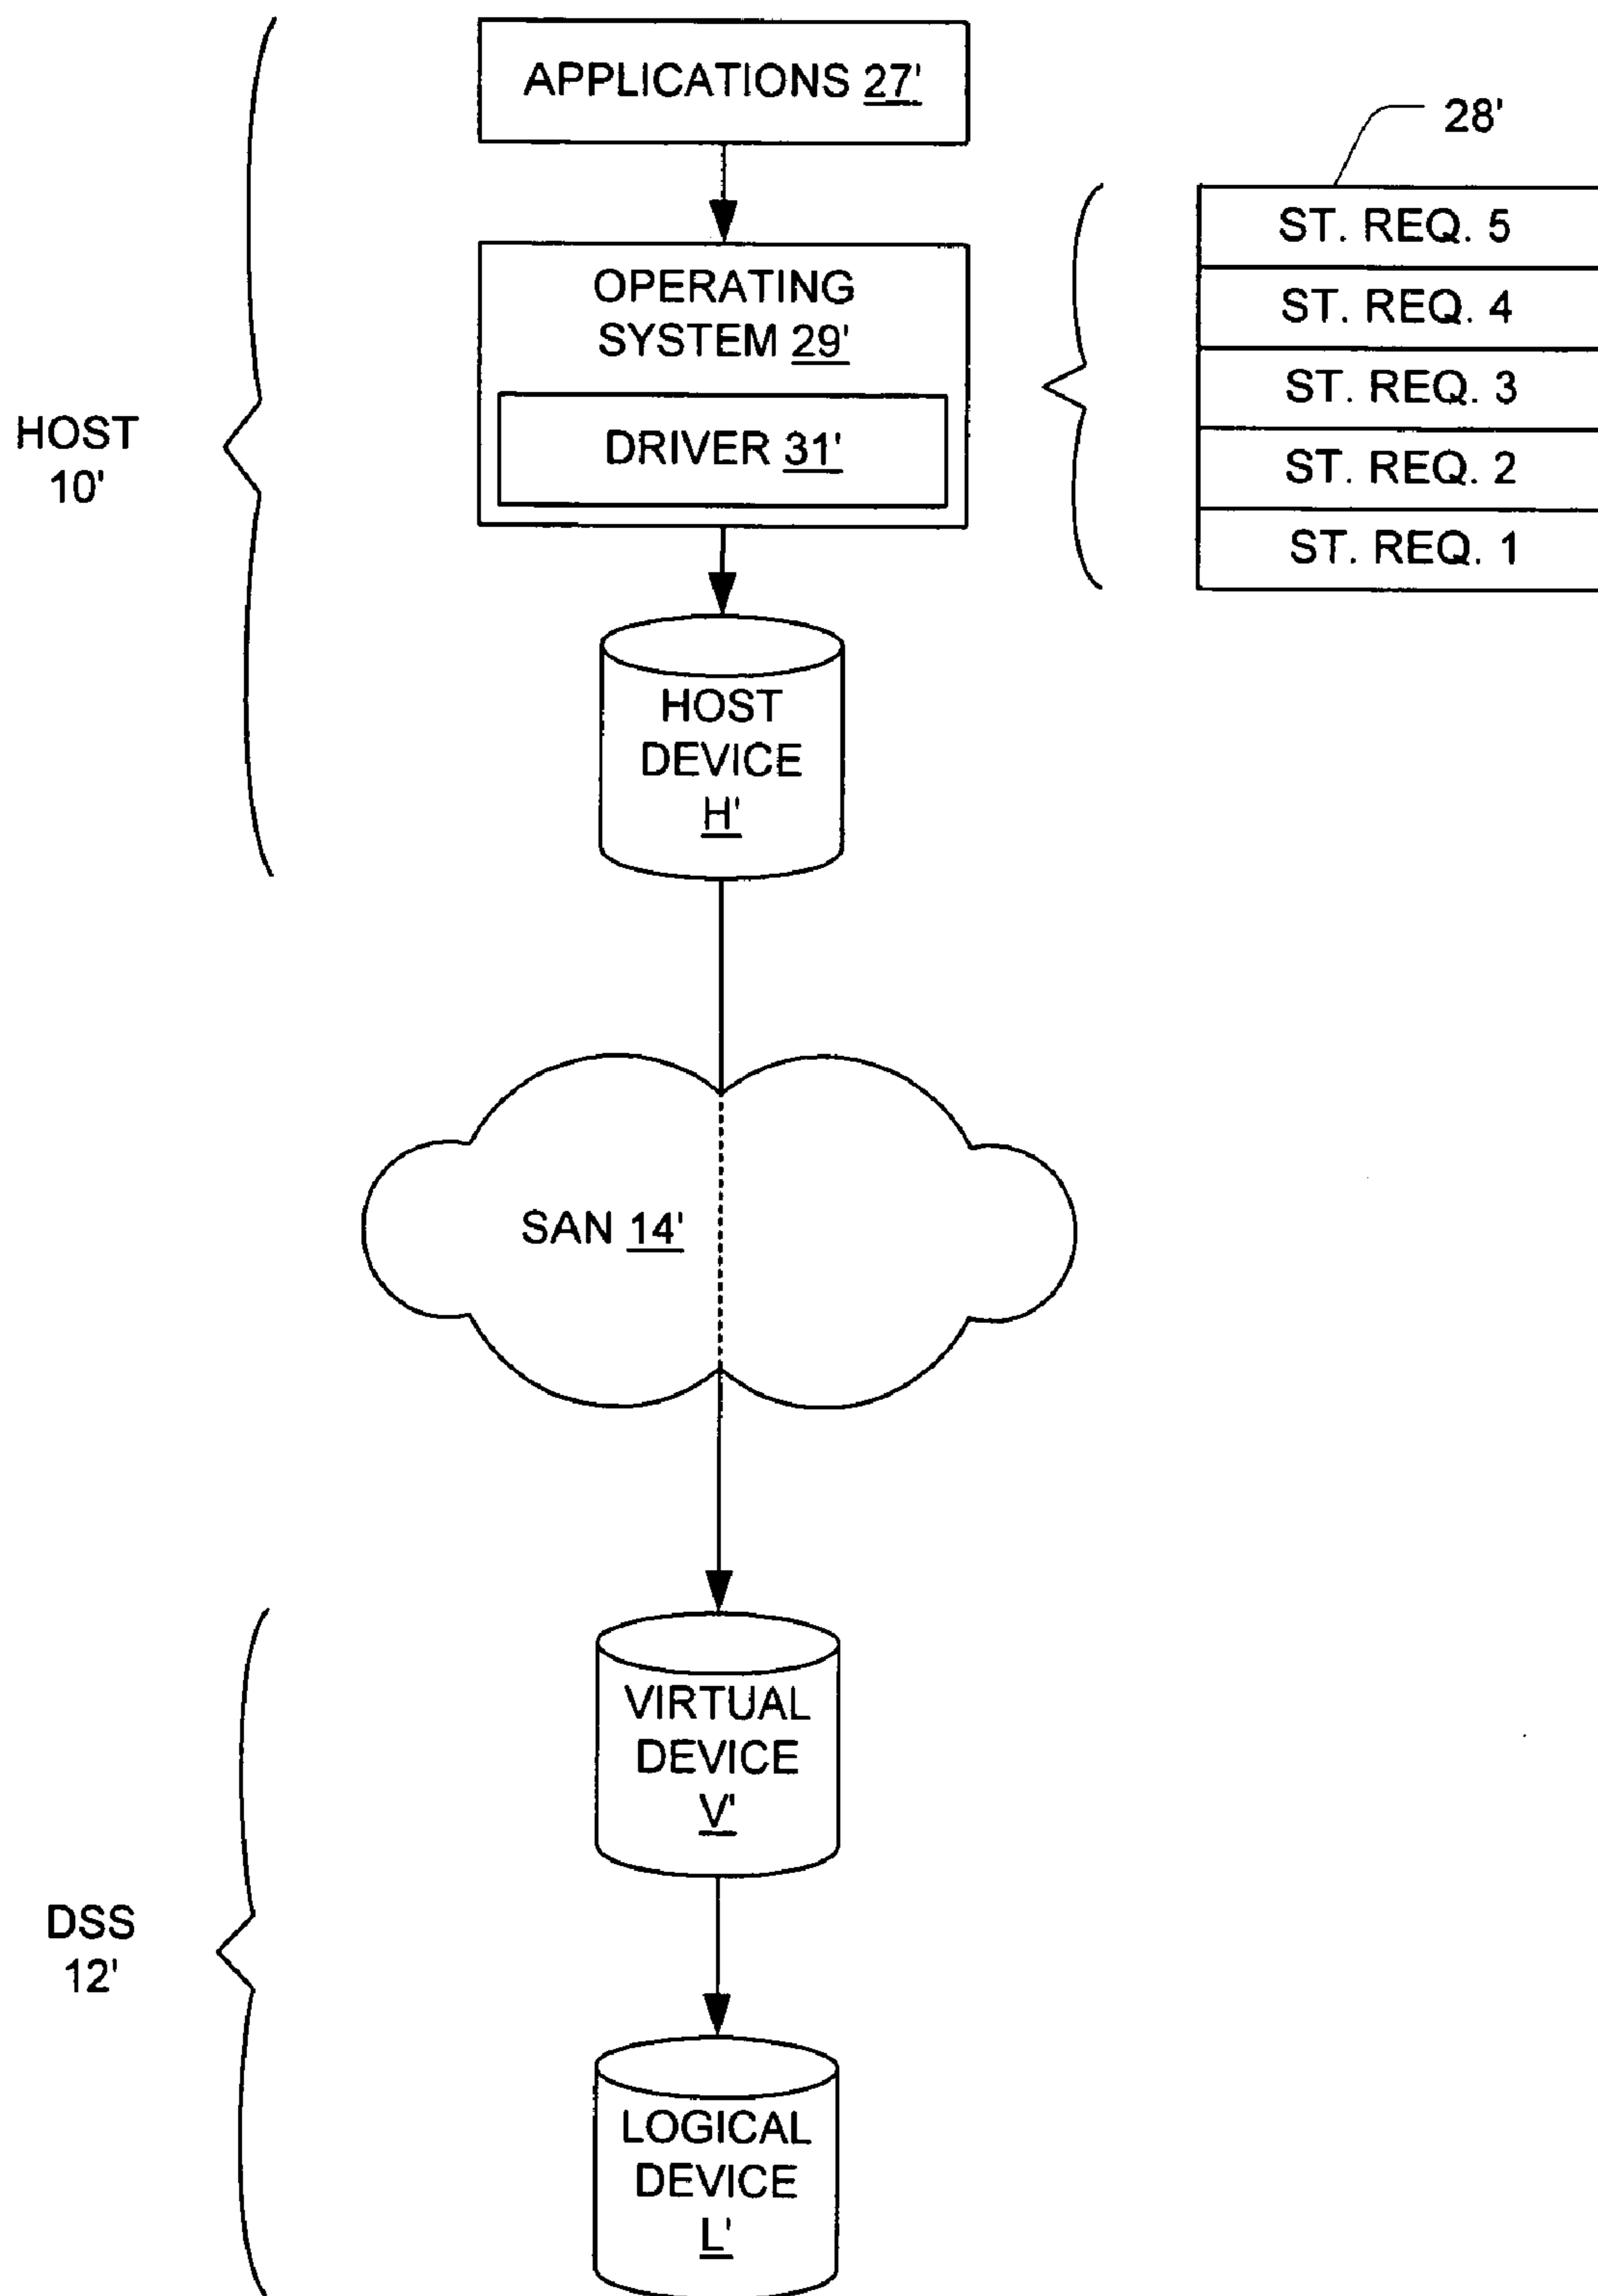 APPLICATIONS 27'
28'
ST. REQ. 5
ST. REQ. 4
ST. REQ. 3
ST. REQ. 2
ST. REQ. 1
OPERATING
SYSTEM 29'
DRIVER 31'
HOST
10'
HOST
DEVICE
H'
SAN 14'
VIRTUAL
DEVICE
V'
DSS
12'
LOGICAL
DEVICE
L'